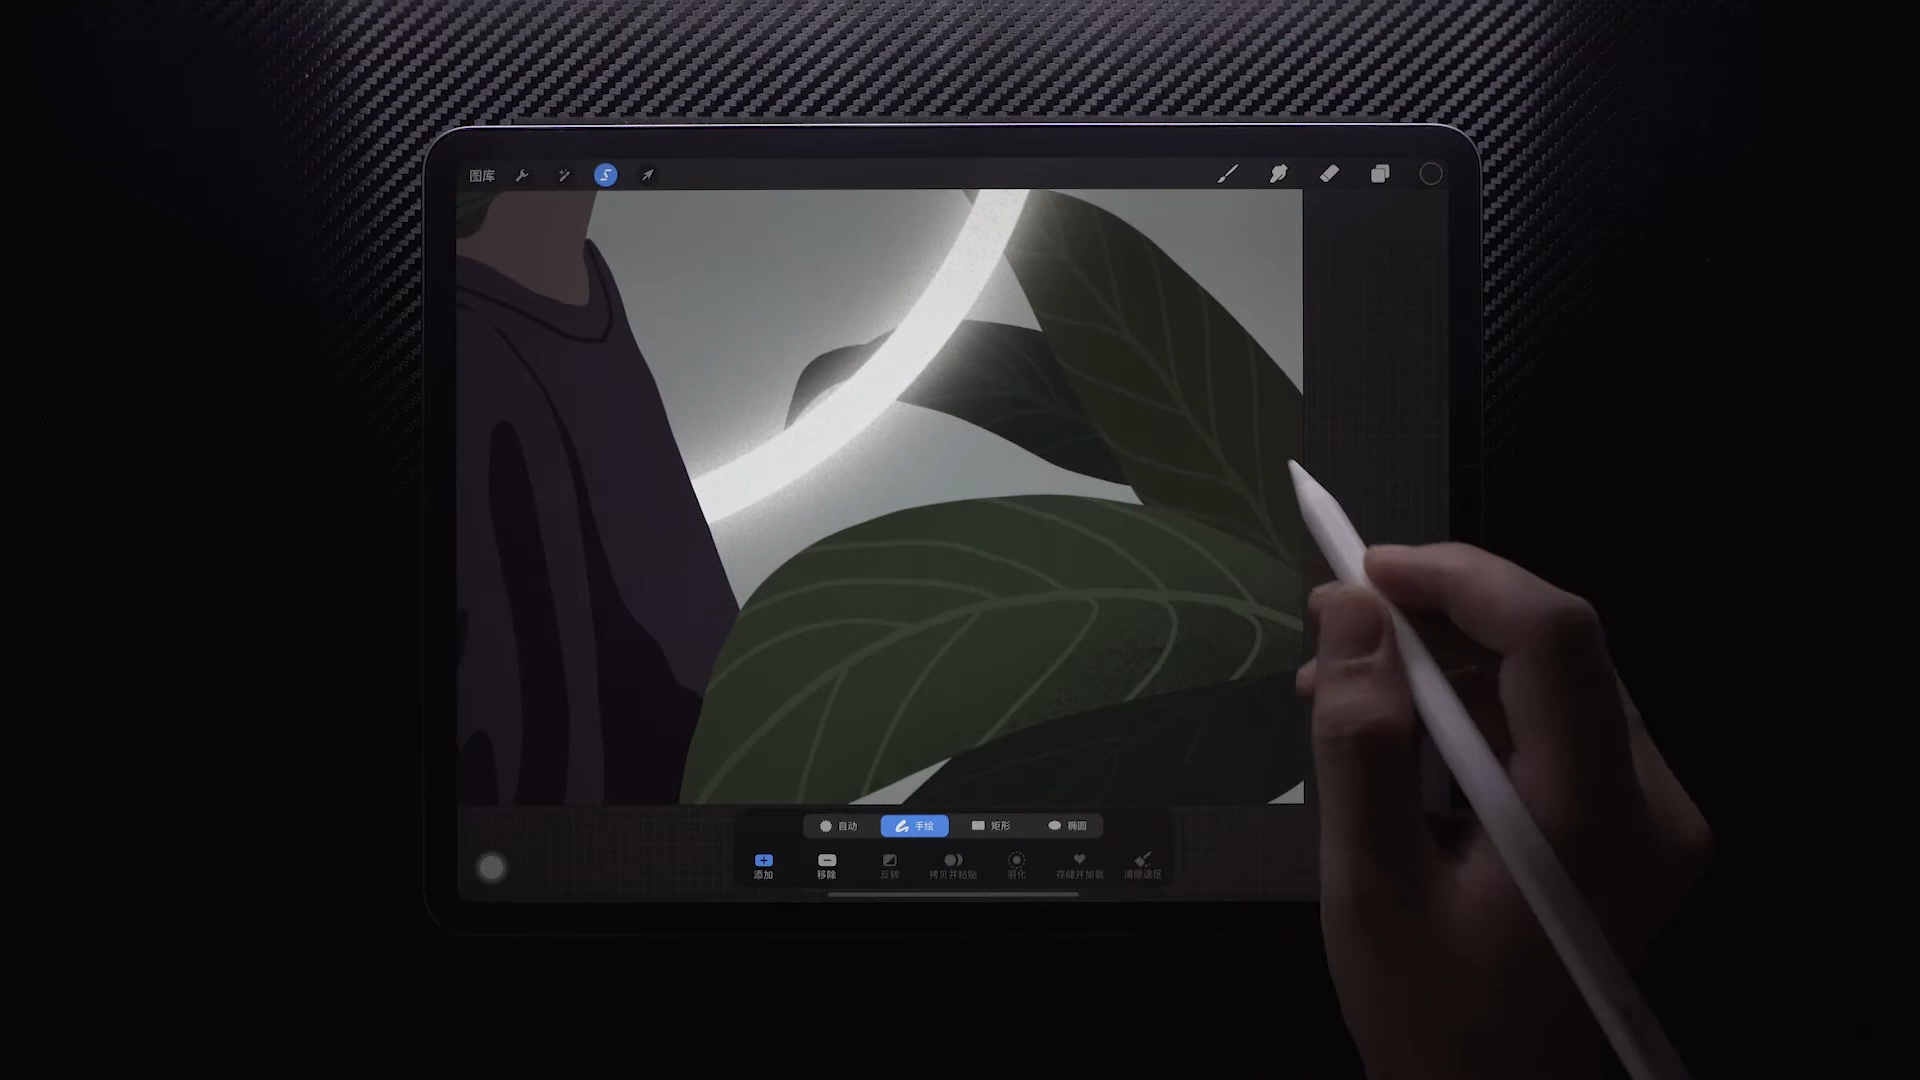 图库
自动 手绘 矩形 椭圆
添加 移除 反转 拷贝并粘贴 羽化 存储并加载 清除选区